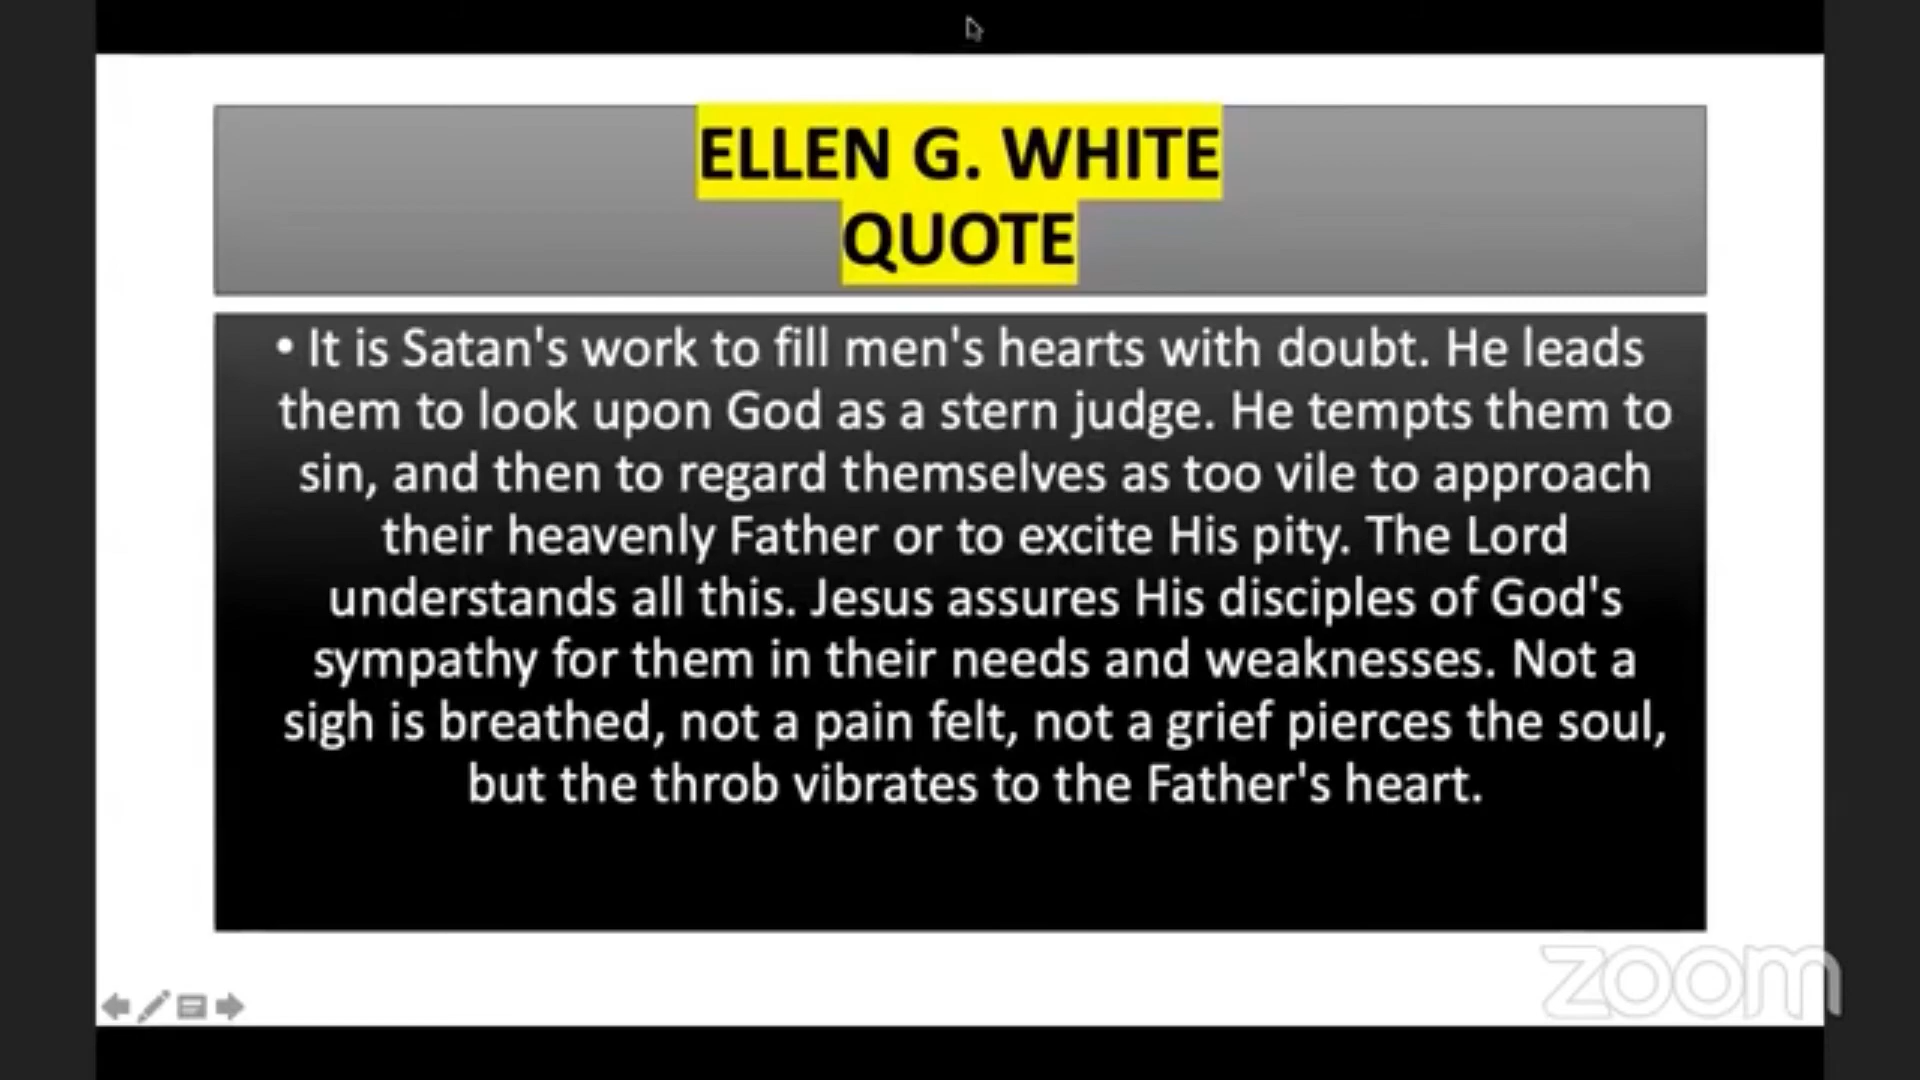 ELLEN G. WHITE
QUOTE
• It is Satan's work to fill men's hearts with doubt. He leads
them to look upon God as a stern judge. He tempts them to
sin, and then to regard themselves as too vile to approach
their heavenly Father or to excite His pity. The Lord
understands all this. Jesus assures His disciples of God's
sympathy for them in their needs and weaknesses. Not a
sigh is breathed, not a pain felt, not a grief pierces the soul,
but the throb vibrates to the Father's heart.
zoom